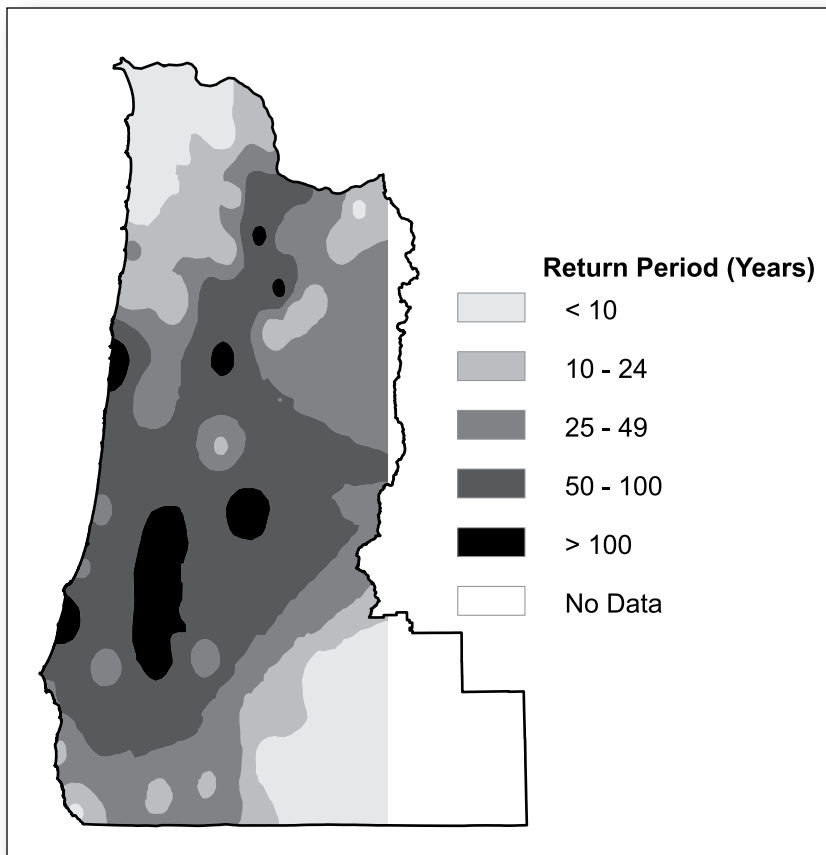 Return Period (Years)
< 10
10 - 24
25 - 49
50 - 100
> 100
No Data